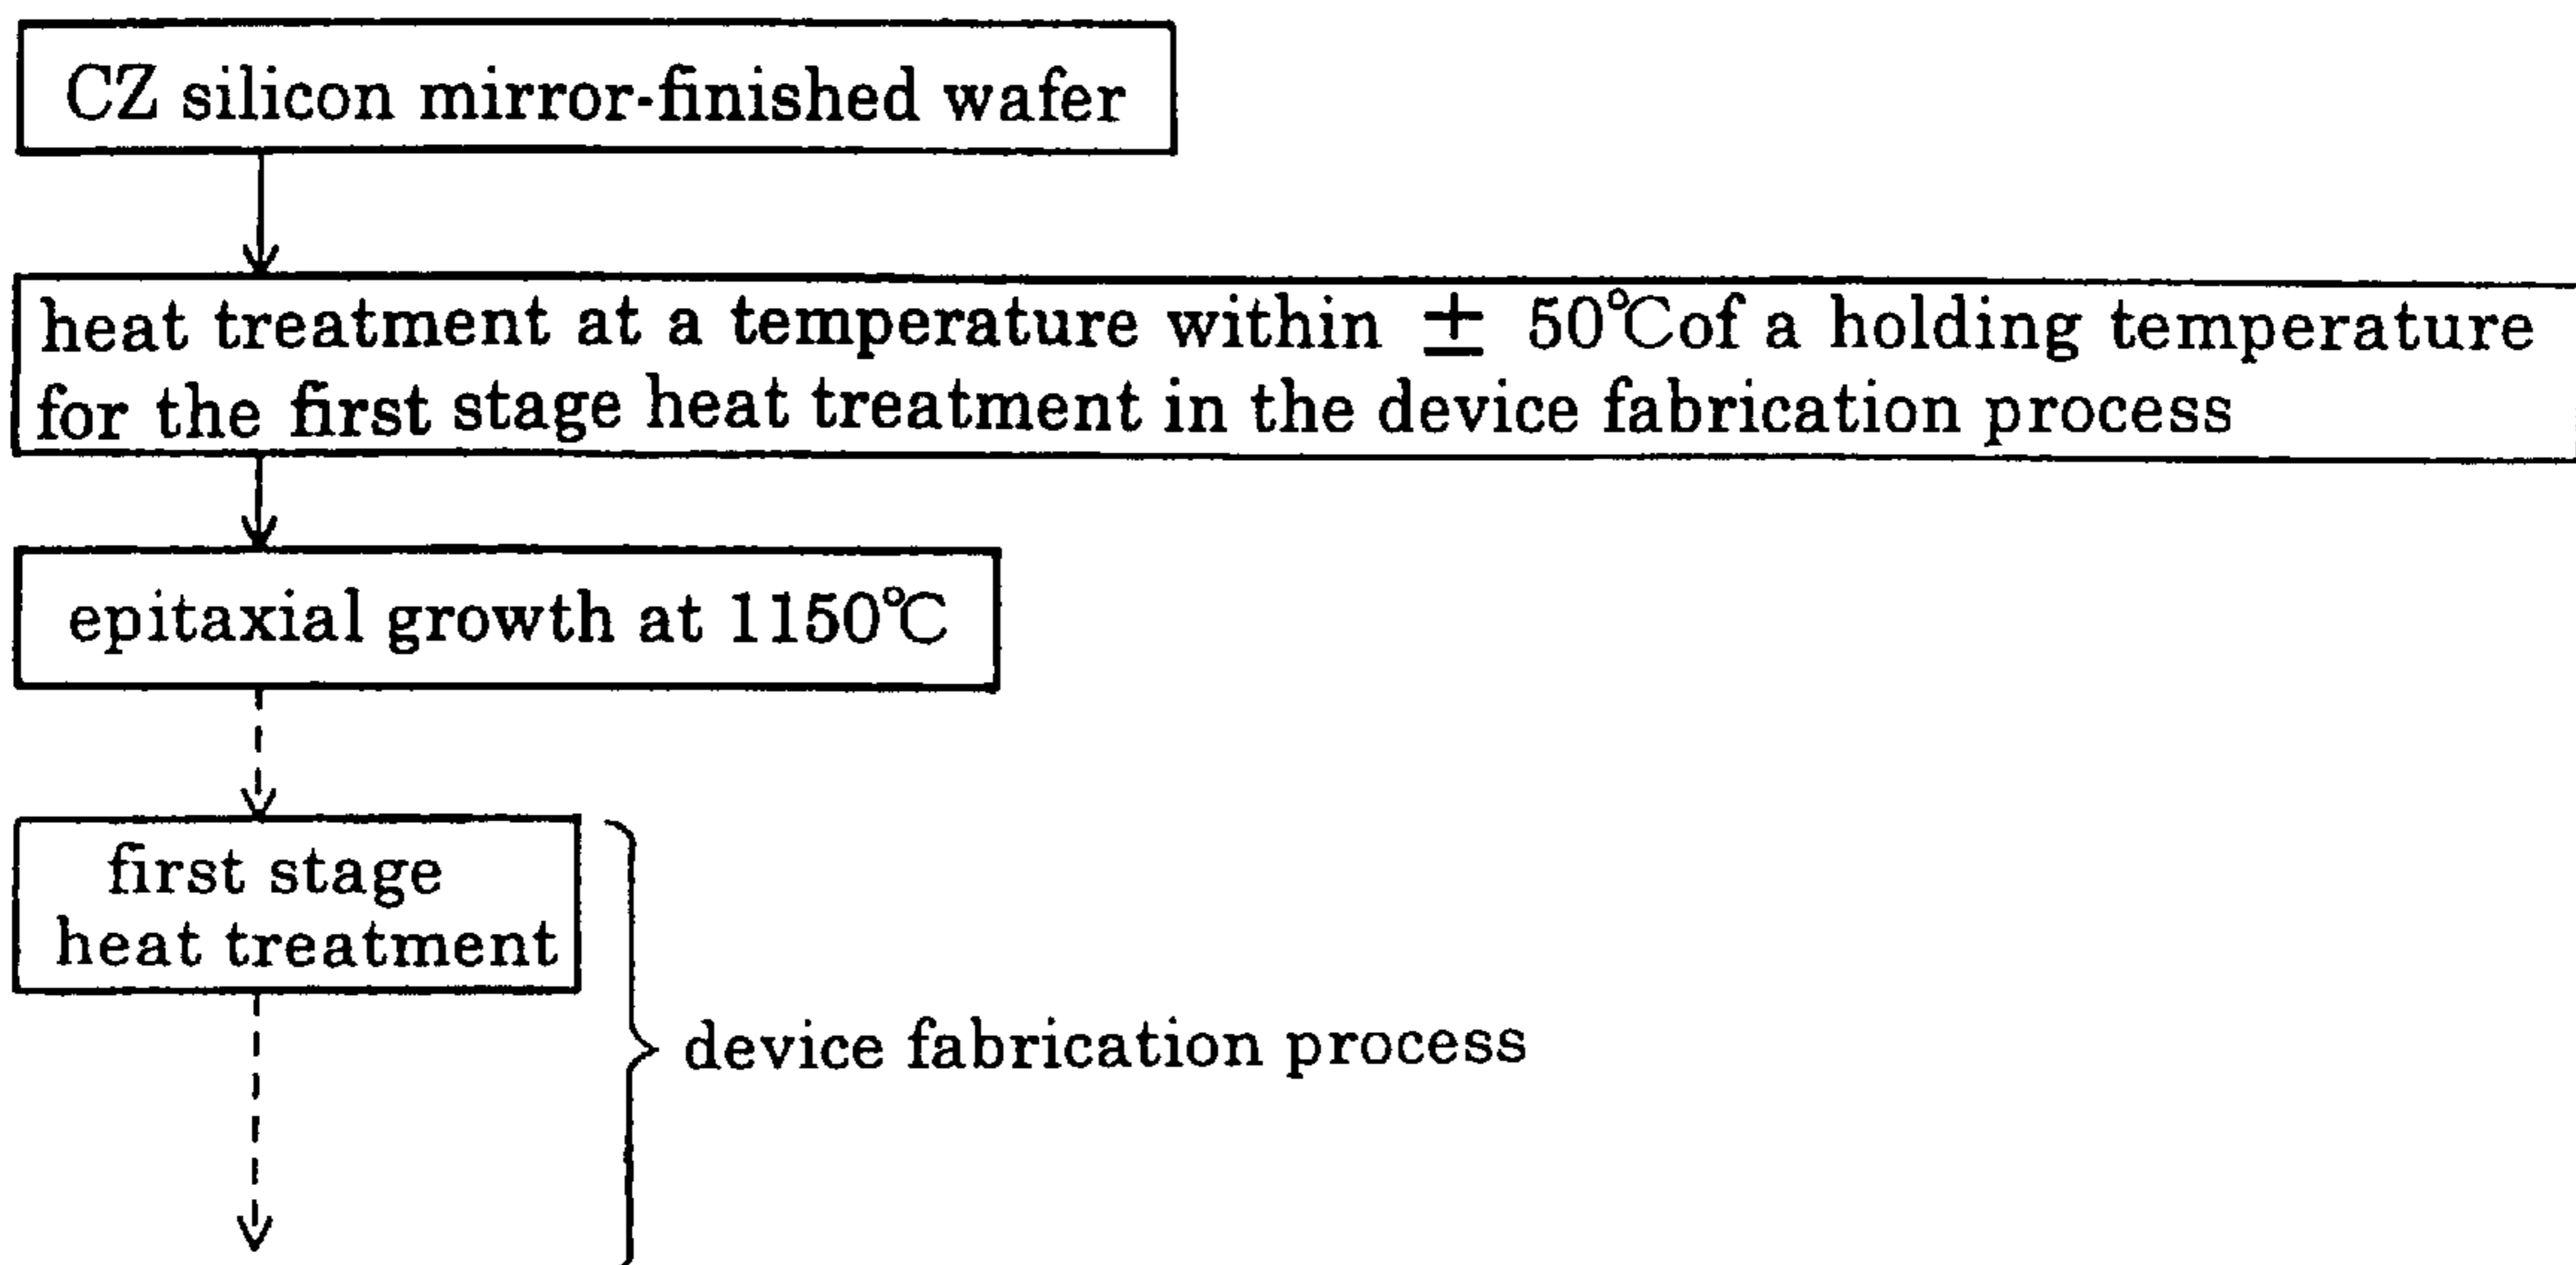 CZ silicon mirror-finished wafer
heat treatment at a temperature within ± 50℃of a holding temperature
for the first stage heat treatment in the device fabrication process
epitaxial growth at 1150℃
first stage
heat treatment
device fabrication process